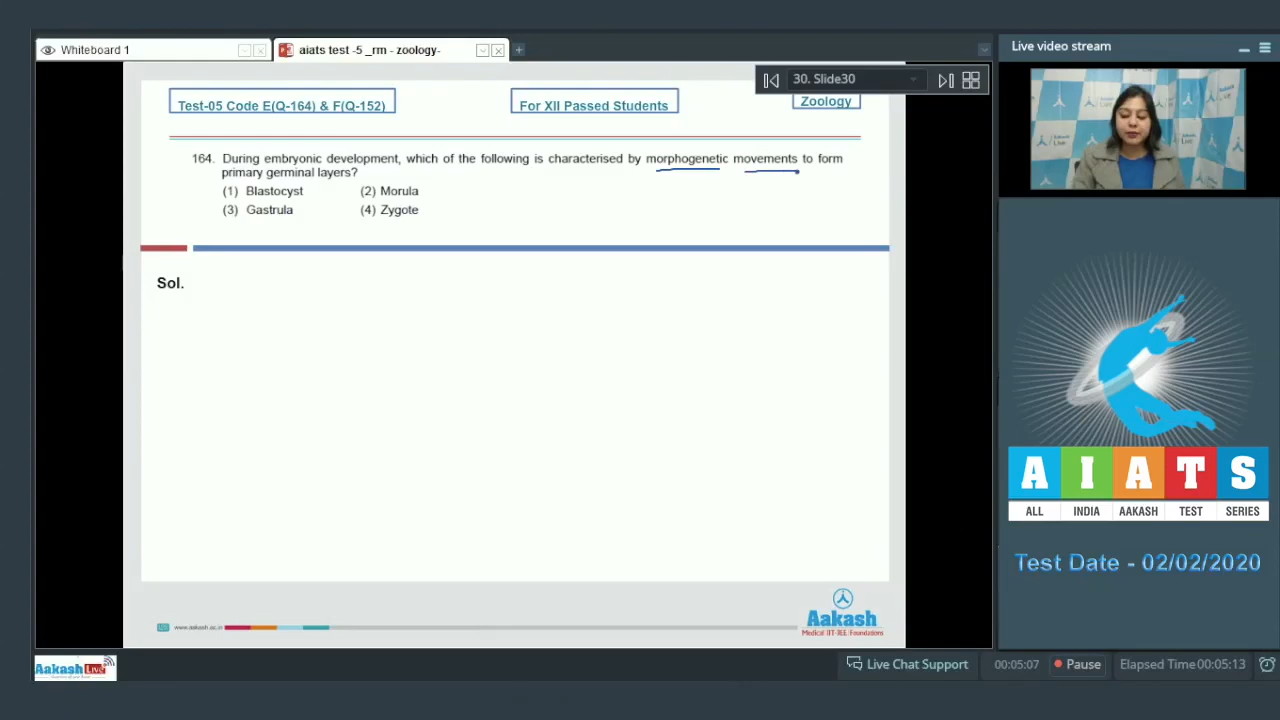 Whiteboard 1
aiats test -5 _rm - zoology-
Live video stream
30. Slide30
Test-05 Code E(Q-164) & F(Q-152)
For XII Passed Students
Zoology
164. During embryonic development, which of the following is characterised by morphogenetic movements to form
primary germinal layers?
(1) Blastocyst (2) Morula
(3) Gastrula (4) Zygote
Sol.
A I A T S
ALL INDIA AAKASH TEST SERIES
Test Date - 02/02/2020
www.aakash.ac.in
Aakash
Medical IIT-JEE Foundations
Aakash Live
Live Chat Support
00:05:07
Pause
Elapsed Time 00:05:13